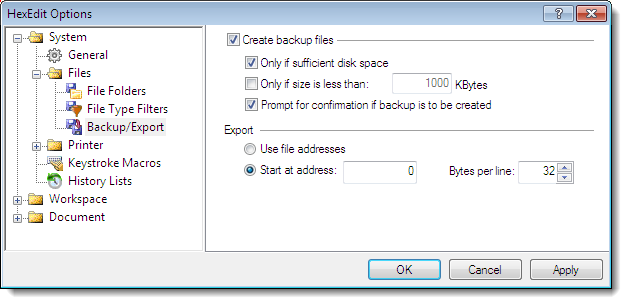 HexEdit Options
System
General
Files
File Folders
File Type Filters
Backup/Export
Printer
Keystroke Macros
History Lists
Workspace
Document
Create backup files
Only if sufficient disk space
Only if size is less than: 1000 KBytes
Prompt for confirmation if backup is to be created
Export
Use file addresses
Start at address: 0 Bytes per line: 32
OK Cancel Apply